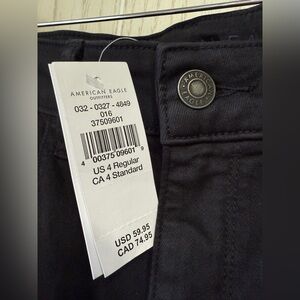 AMERICAN EAGLE
OUTFITTERS
032 - 0327 - 4849
016
37509601
4 00375 09601 9
US 4 Regular
CA 4 Standard
USD 59.95
CAD 74.95
AMERICAN
EAGLE